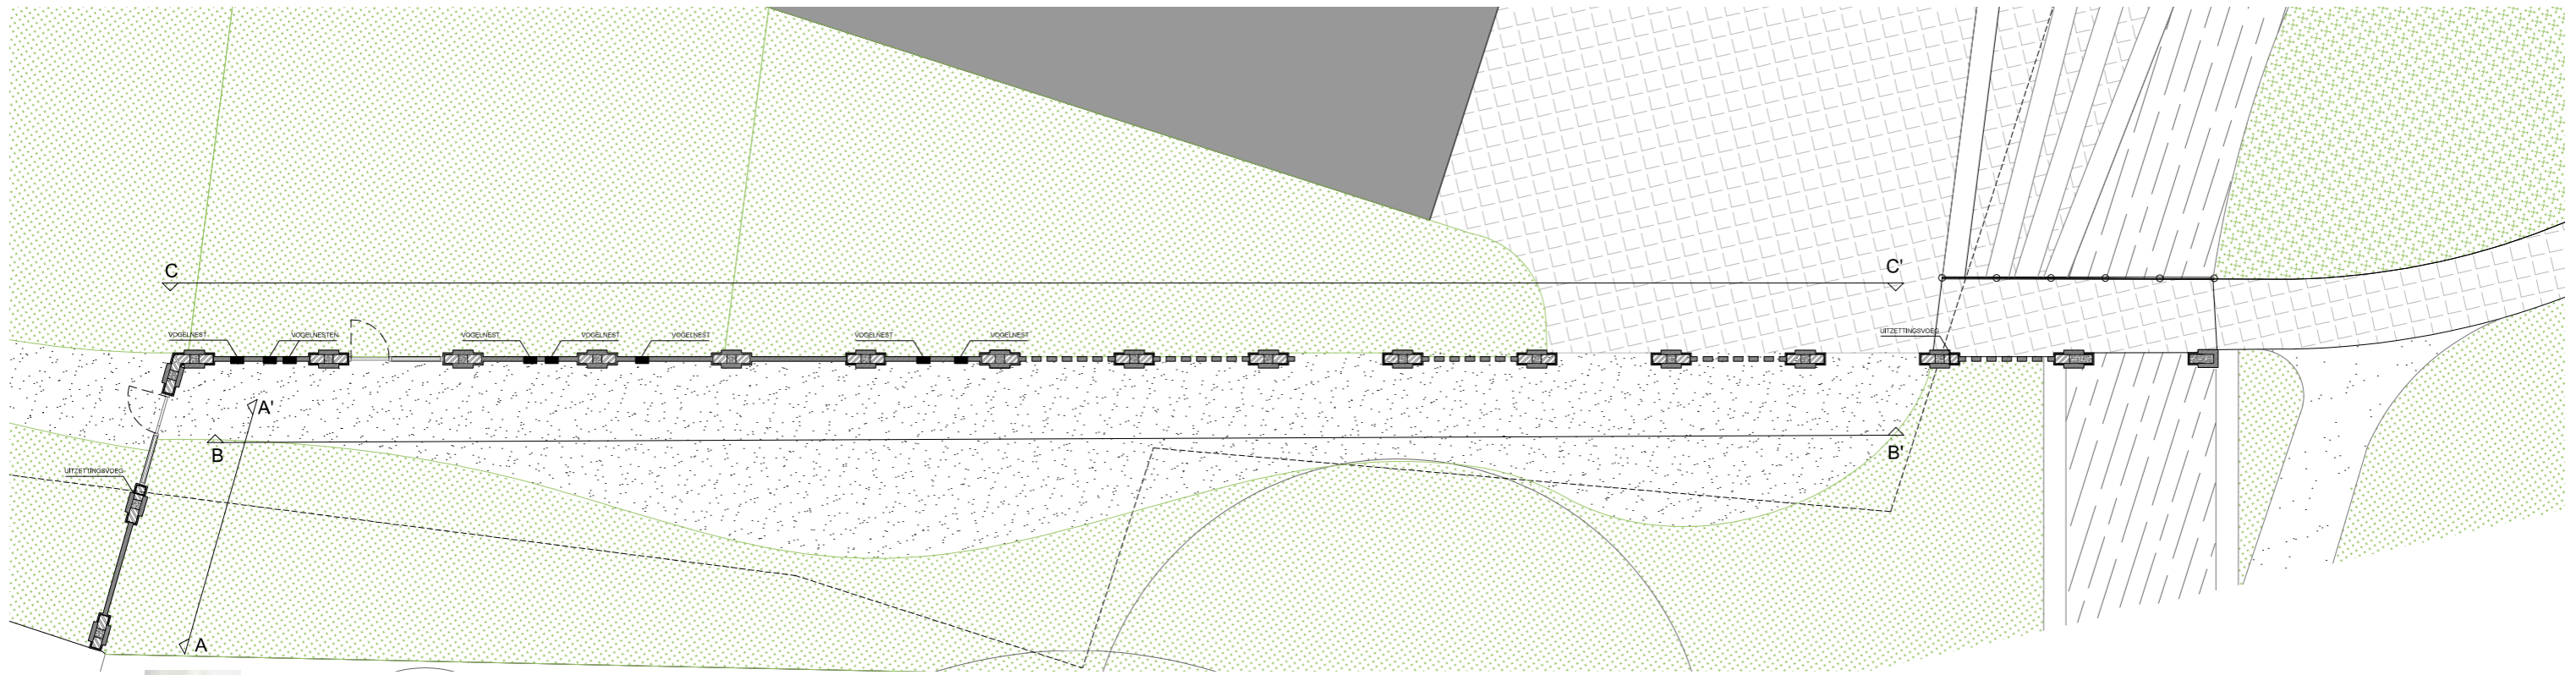 C
C'
VOGELNEST
VOGELNESTEN
VOGELNEST
VOGELNEST
VOGELNEST
VOGELNEST
VOGELNEST
UITZETTINGSVOEG
A'
B
B'
UITZETTINGSVOEG
A